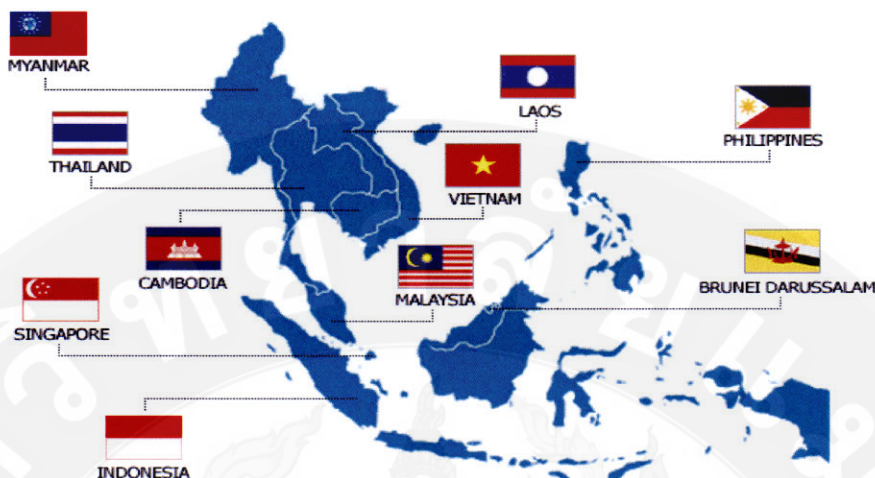 MYANMAR
LAOS
PHILIPPINES
THAILAND
VIETNAM
CAMBODIA
MALAYSIA
BRUNEI DARUSSALAM
SINGAPORE
INDONESIA